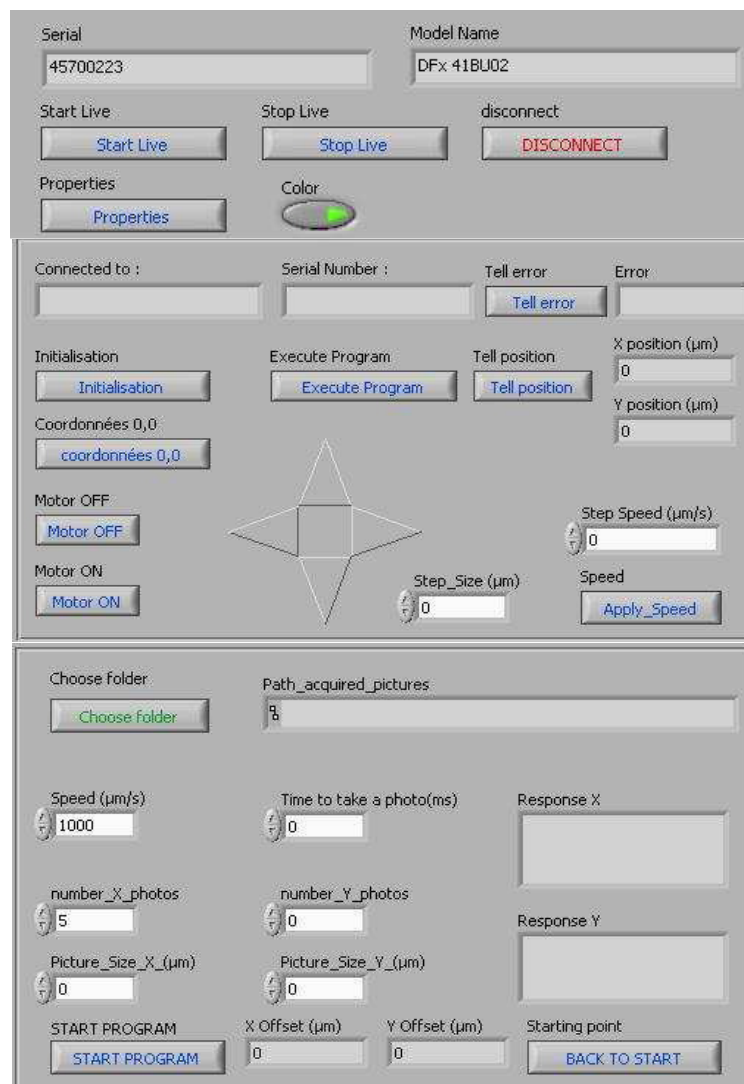 Serial Model Name
45700223 DFx 41BU02
Start Live Stop Live disconnect
Start Live Stop Live DISCONNECT
Properties Color
Properties
Connected to : Serial Number : Tell error Error
Tell error
Initialisation Execute Program Tell position X position (µm)
Initialisation Execute Program Tell position 0
Coordonnées 0,0 Y position (µm)
coordonnées 0,0 0
Motor OFF Step Speed (µm/s)
Motor OFF 0
Motor ON Step_Size (µm) Speed
Motor ON 0 Apply_Speed
Choose folder Path_acquired_pictures
Choose folder
Speed (µm/s) Time to take a photo(ms) Response X
1000 0
number_X_photos number_Y_photos
5 0 Response Y
Picture_Size_X_(µm) Picture_Size_Y_(µm)
0 0
START PROGRAM X Offset (µm) Y Offset (µm) Starting point
START PROGRAM 0 0 BACK TO START